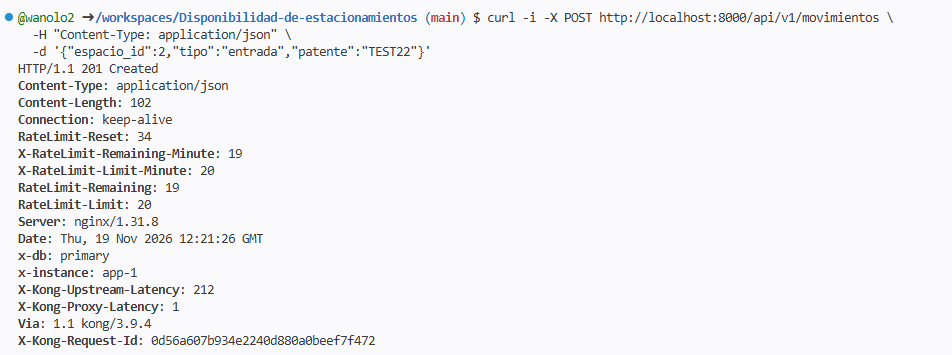 @wanolo2 ➜/workspaces/Disponibilidad-de-estacionamientos (main) $ curl -i -X POST http://localhost:8000/api/v1/movimientos \
  -H "Content-Type: application/json" \
  -d '{"espacio_id":2,"tipo":"entrada","patente":"TEST22"}'
HTTP/1.1 201 Created
Content-Type: application/json
Content-Length: 102
Connection: keep-alive
RateLimit-Reset: 34
X-RateLimit-Remaining-Minute: 19
X-RateLimit-Limit-Minute: 20
RateLimit-Remaining: 19
RateLimit-Limit: 20
Server: nginx/1.31.8
Date: Thu, 19 Nov 2026 12:21:26 GMT
x-db: primary
x-instance: app-1
X-Kong-Upstream-Latency: 212
X-Kong-Proxy-Latency: 1
Via: 1.1 kong/3.9.4
X-Kong-Request-Id: 0d56a607b934e2240d880a0beef7f472